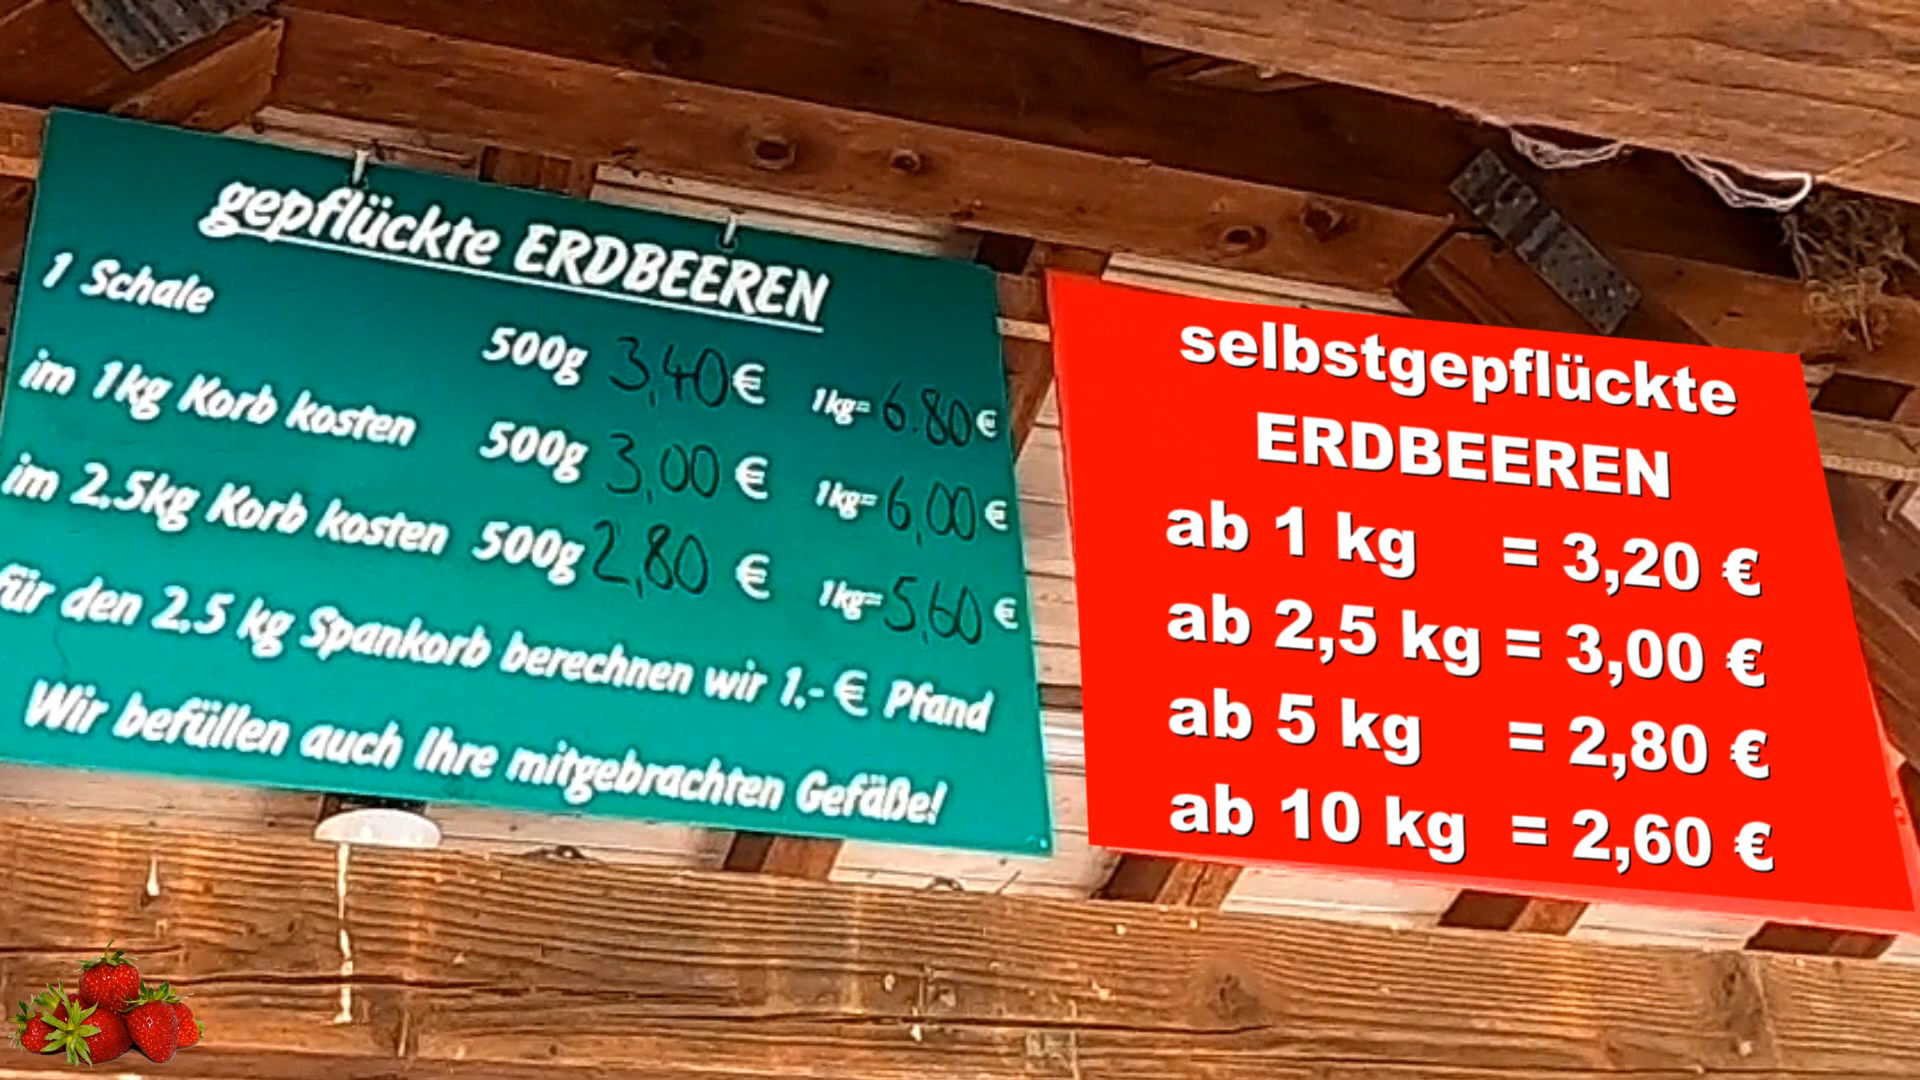 gepflückte ERDBEEREN
1 Schale 500g 3,40 € 1kg= 6.80 €
im 1kg Korb kosten 500g 3,00 € 1kg= 6,00 €
im 2,5kg Korb kosten 500g 2,80 € 1kg= 5,60 €
für den 2,5 kg Spankorb berechnen wir 1,- € Pfand
Wir befüllen auch Ihre mitgebrachten Gefäße!
selbstgepflückte
ERDBEEREN
ab 1 kg = 3,20 €
ab 2,5 kg = 3,00 €
ab 5 kg = 2,80 €
ab 10 kg = 2,60 €